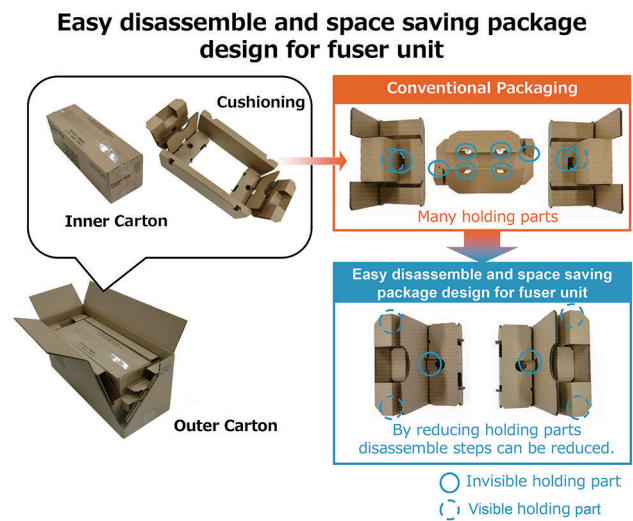 Easy disassemble and space saving package
design for fuser unit
Cushioning
Inner Carton
Outer Carton
Conventional Packaging
Many holding parts
Easy disassemble and space saving
package design for fuser unit
By reducing holding parts
disassemble steps can be reduced.
Invisible holding part
Visible holding part